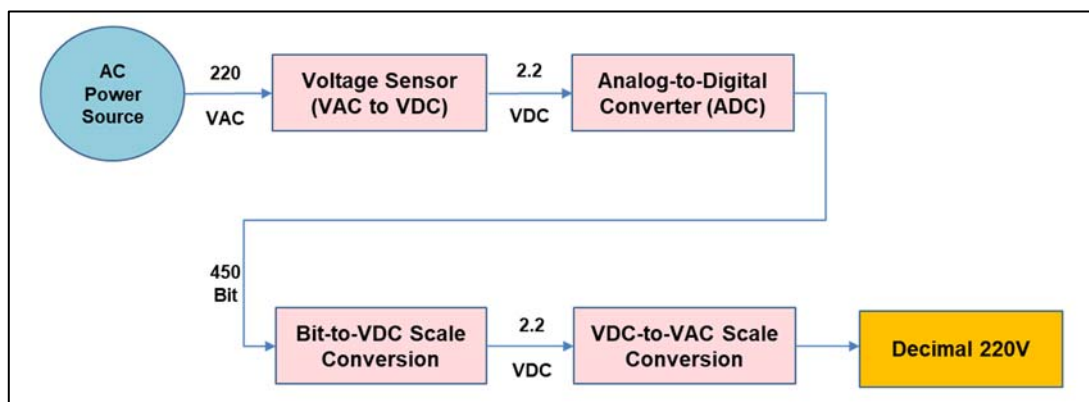 AC
Power
Source
220
VAC
Voltage Sensor
(VAC to VDC)
2.2
VDC
Analog-to-Digital
Converter (ADC)
450
Bit
Bit-to-VDC Scale
Conversion
2.2
VDC
VDC-to-VAC Scale
Conversion
Decimal 220V